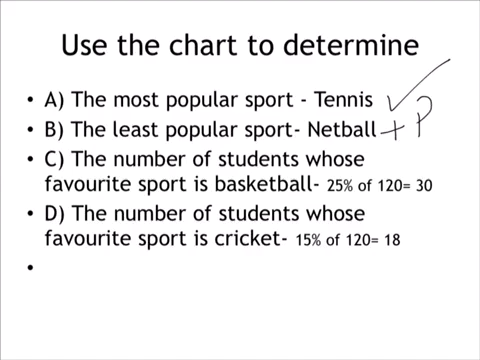 Use the chart to determine
• A) The most popular sport - Tennis ✓
• B) The least popular sport- Netball + P
• C) The number of students whose
favourite sport is basketball- 25% of 120= 30
• D) The number of students whose
favourite sport is cricket- 15% of 120= 18
•